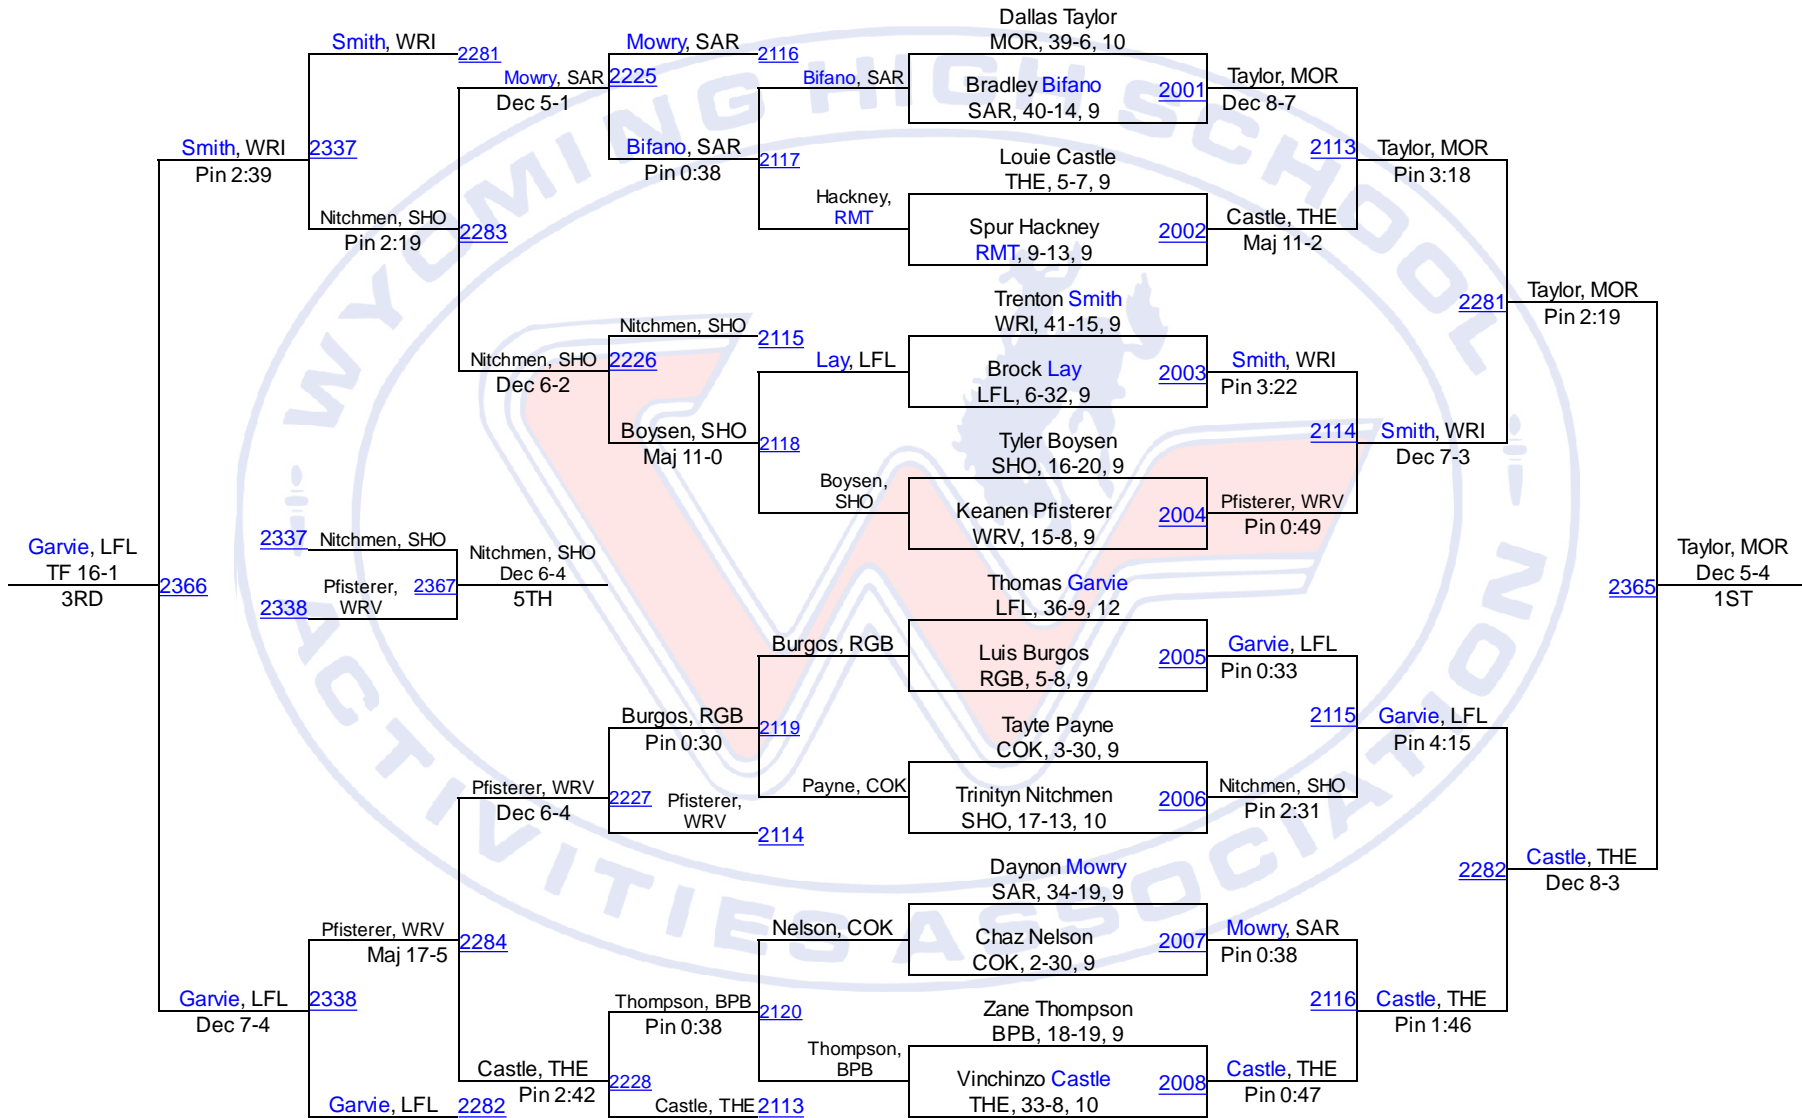 Dallas Taylor
MOR, 39-6, 10
Smith, WRI
2281
Mowry, SAR
2116
Mowry, SAR
2225
Dec 5-1
Bifano, SAR
Bradley Bifano
SAR, 40-14, 9
2001
Taylor, MOR
Dec 8-7
Smith, WRI
Pin 2:39
2337
Bifano, SAR
Pin 0:38
2117
Louie Castle
THE, 5-7, 9
2113
Taylor, MOR
Pin 3:18
Nitchmen, SHO
Pin 2:19
2283
Hackney,
RMT
Spur Hackney
RMT, 9-13, 9
2002
Castle, THE
Maj 11-2
Trenton Smith
WRI, 41-15, 9
2281
Taylor, MOR
Pin 2:19
Nitchmen, SHO
2115
Nitchmen, SHO
Dec 6-2
2226
Lay, LFL
Brock Lay
LFL, 6-32, 9
2003
Smith, WRI
Pin 3:22
Boysen, SHO
Maj 11-0
2118
Tyler Boysen
SHO, 16-20, 9
2114
Smith, WRI
Dec 7-3
Boysen,
SHO
Keanen Pfisterer
WRV, 15-8, 9
2004
Pfisterer, WRV
Pin 0:49
2337
Nitchmen, SHO
Nitchmen, SHO
Dec 6-4
5TH
Garvie, LFL
TF 16-1
3RD
2366
Pfisterer,
WRV
2367
2338
Thomas Garvie
LFL, 36-9, 12
2365
Taylor, MOR
Dec 5-4
1ST
Burgos, RGB
Luis Burgos
RGB, 5-8, 9
2005
Garvie, LFL
Pin 0:33
Burgos, RGB
Pin 0:30
2119
Tayte Payne
COK, 3-30, 9
2115
Garvie, LFL
Pin 4:15
Pfisterer, WRV
Dec 6-4
2227
Pfisterer,
WRV
2114
Payne, COK
Trinityn Nitchmen
SHO, 17-13, 10
2006
Nitchmen, SHO
Pin 2:31
Daynon Mowry
SAR, 34-19, 9
2282
Castle, THE
Dec 8-3
Pfisterer, WRV
Maj 17-5
2284
Nelson, COK
Chaz Nelson
COK, 2-30, 9
2007
Mowry, SAR
Pin 0:38
Garvie, LFL
Dec 7-4
2338
Thompson, BPB
Pin 0:38
2120
Zane Thompson
BPB, 18-19, 9
2116
Castle, THE
Pin 1:46
Thompson,
BPB
Castle, THE
Pin 2:42
2228
Vinchinzo Castle
THE, 33-8, 10
2008
Castle, THE
Pin 0:47
Garvie, LFL
2282
Castle, THE
2113
WYOMING HIGH SCHOOL
ACTIVITIES ASSOCIATION